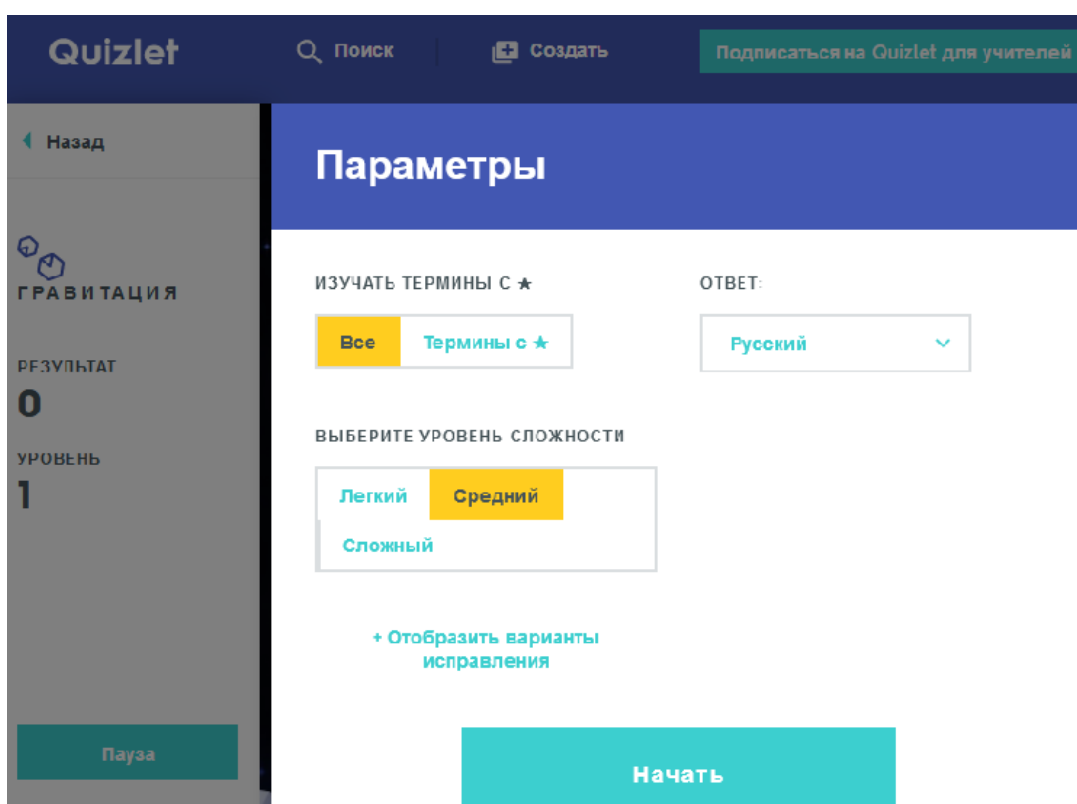 Quizlet Поиск Создать Подписаться на Quizlet для учителей
Назад
Параметры
ГРАВИТАЦИЯ
ИЗУЧАТЬ ТЕРМИНЫ С ★ ОТВЕТ:
Все Термины с ★ Русский
РЕЗУЛЬТАТ
0
ВЫБЕРИТЕ УРОВЕНЬ СЛОЖНОСТИ
УРОВЕНЬ
1
Легкий Средний
Сложный
+ Отобразить варианты
исправления
Пауза
Начать